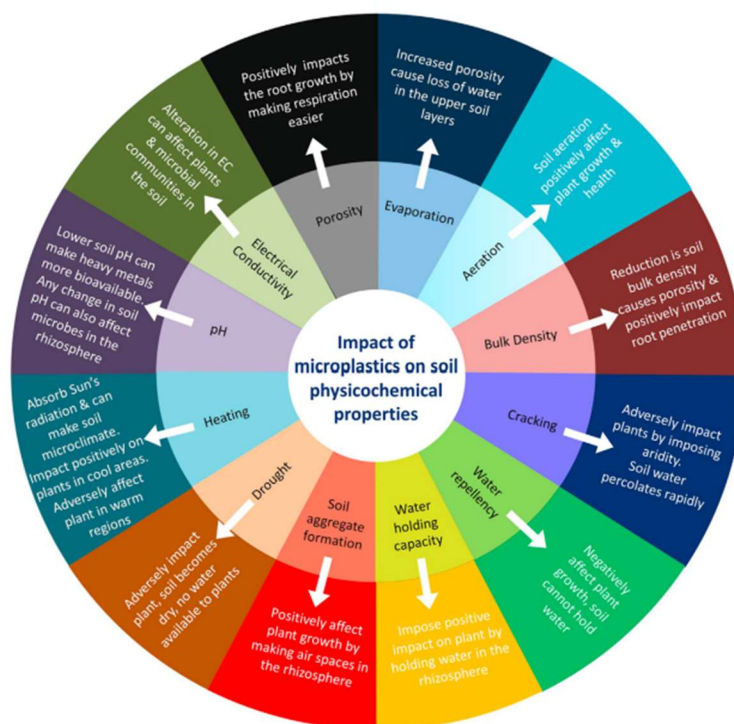 Impact of
microplastics on soil
physicochemical
properties
Porosity
Positively impacts
the root growth by
making respiration
easier
Evaporation
Increased porosity
cause loss of water
in the upper soil
layers
Aeration
Soil aeration
positively affect
plant growth &
health
Bulk Density
Reduction is soil
bulk density
causes porosity &
positively impact
root penetration
Cracking
Adversely impact
plants by imposing
aridity.
Soil water
percolates rapidly
Water
repellency
Negatively
affect plant
growth, soil
cannot hold
water
Water
holding
capacity
Impose positive
impact on plant by
holding water in the
rhizosphere
Soil
aggregate
formation
Positively affect
plant growth by
making air spaces in
the rhizosphere
Drought
Adversely impact
plant, soil becomes
dry, no water
available to plants
Heating
Absorb Sun's
radiation & can
make soil
microclimate.
Impact positively on
plants in cool areas.
Adversely affect
plant in warm
regions
pH
Lower soil pH can
make heavy metals
more bioavailable.
Any change in soil
pH can also affect
microbes in the
rhizosphere
Electrical
Conductivity
Alteration in EC
can affect plants
& microbial
communities in
the soil